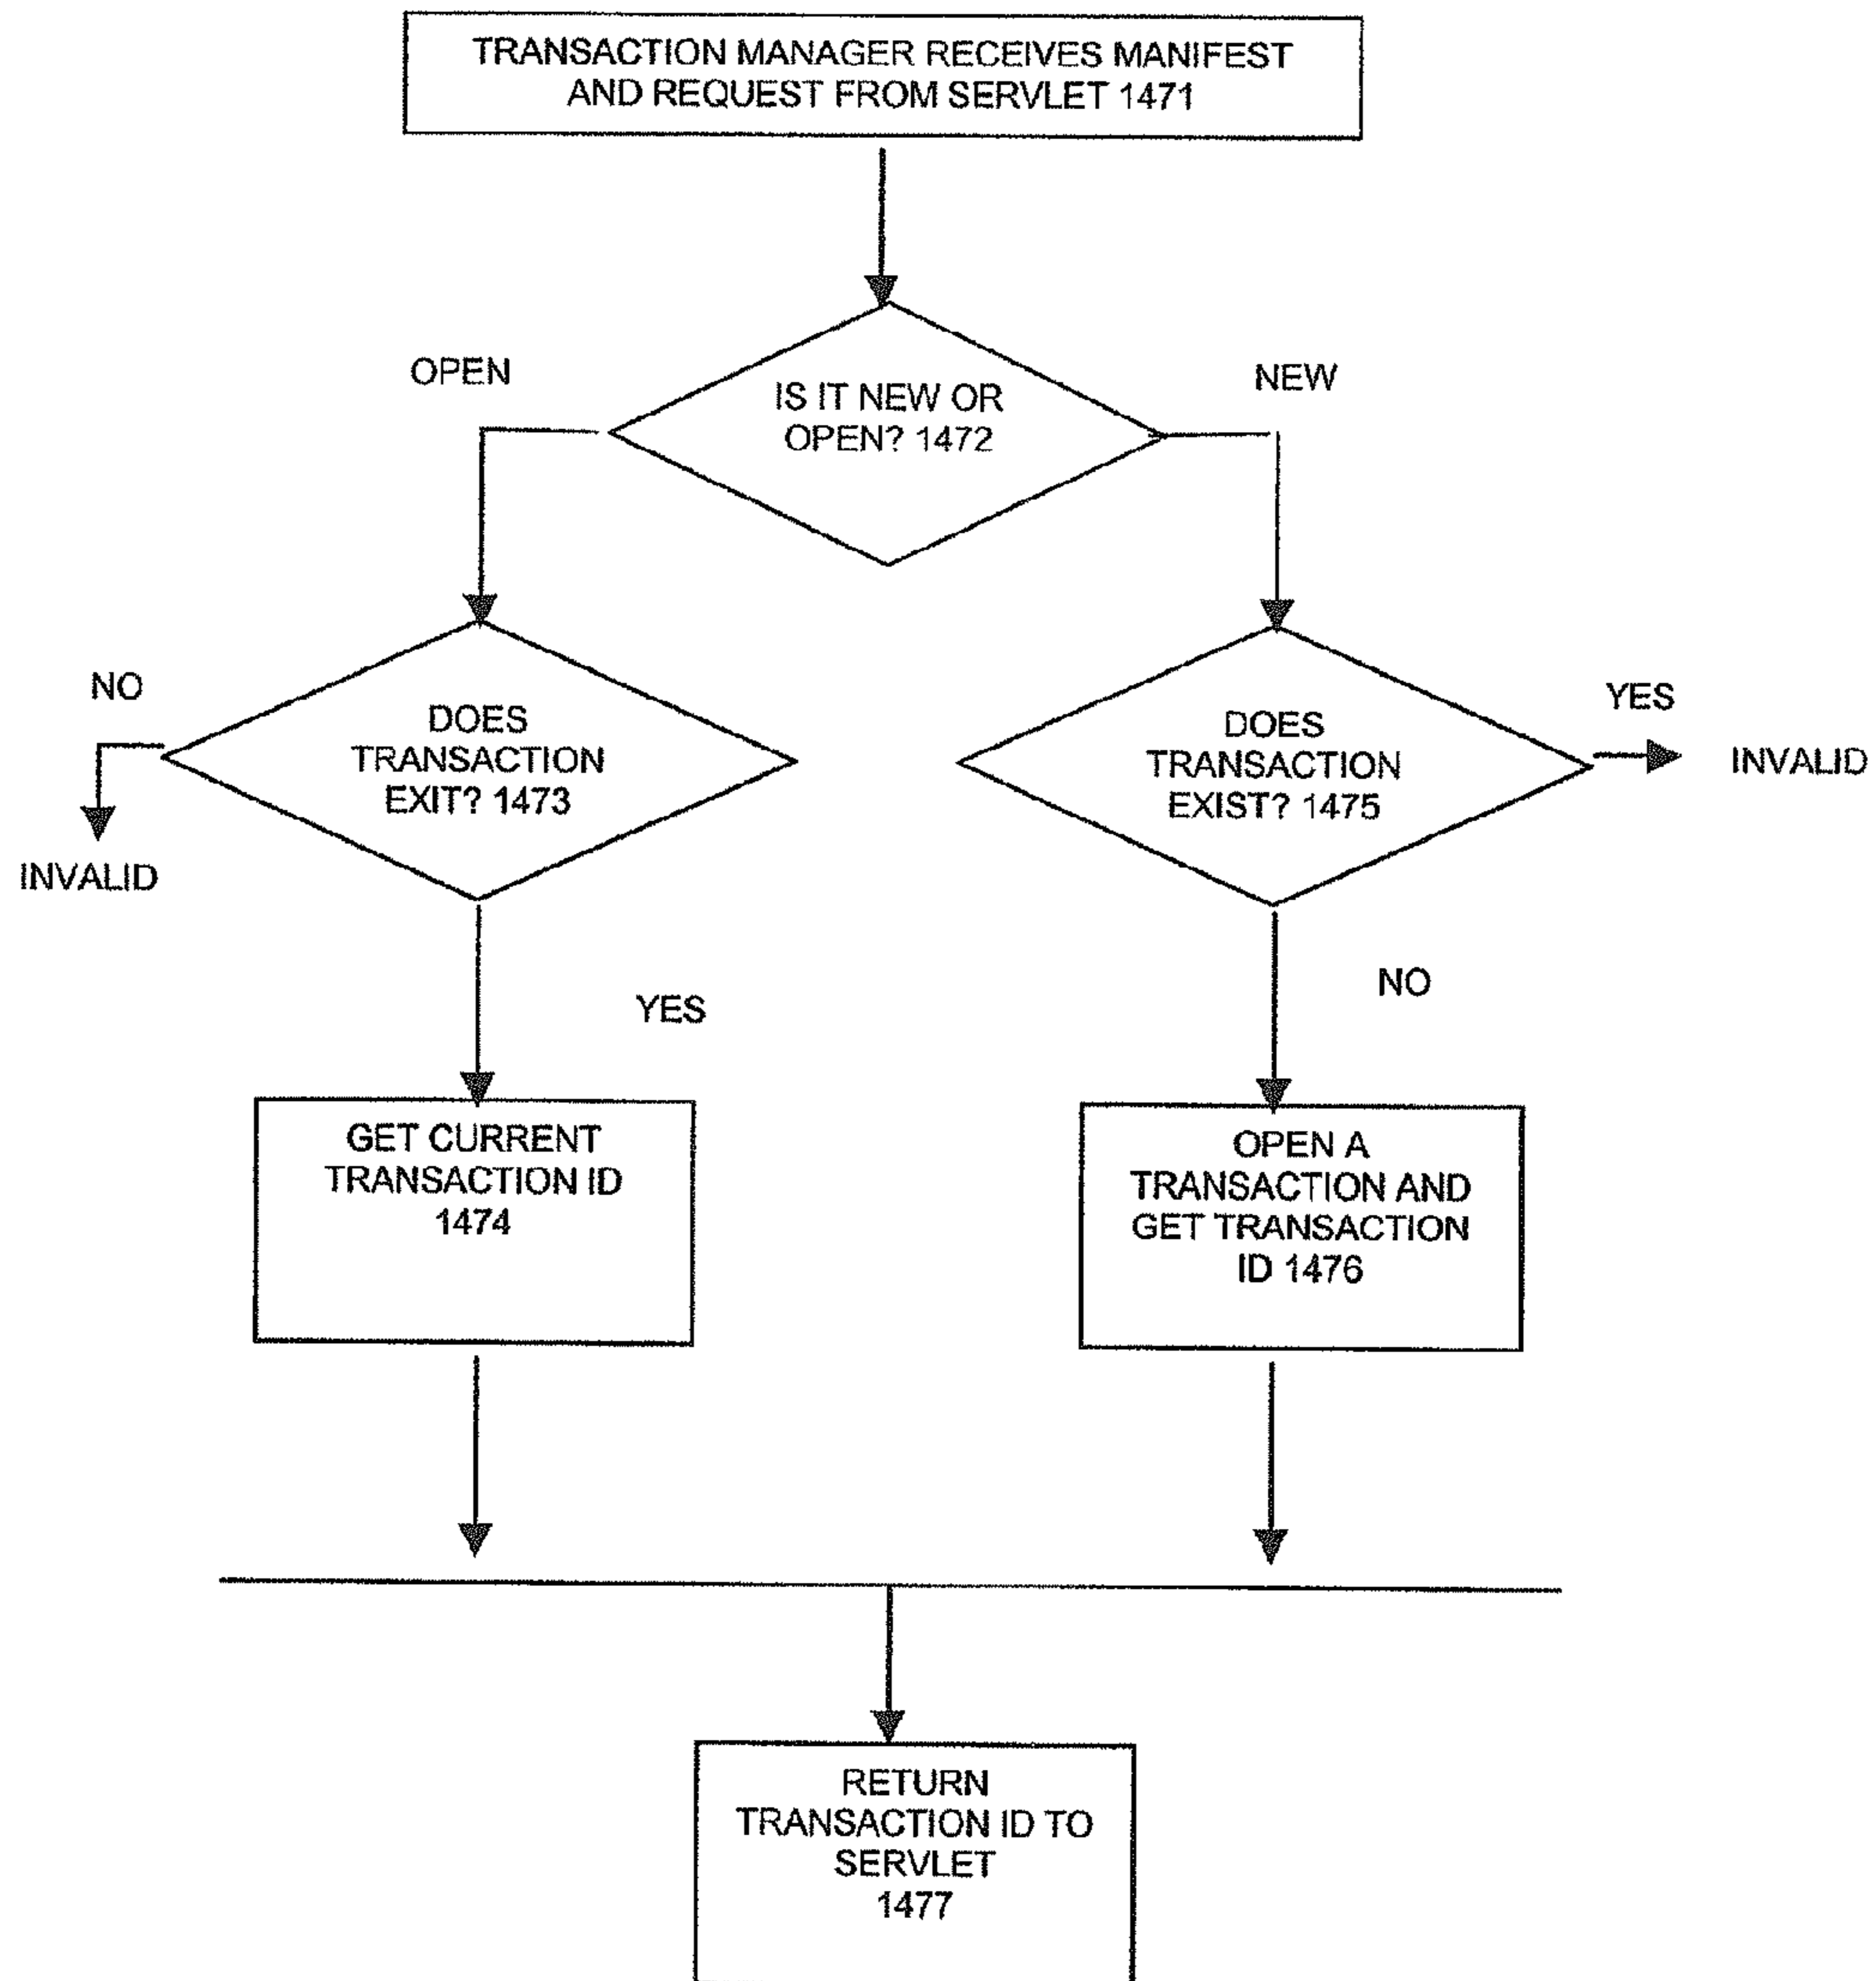 TRANSACTION MANAGER RECEIVES MANIFEST
AND REQUEST FROM SERVLET 1471
OPEN
NEW
IS IT NEW OR
OPEN? 1472
NO
DOES
TRANSACTION
EXIT? 1473
INVALID
DOES
TRANSACTION
EXIST? 1475
YES
INVALID
YES
NO
GET CURRENT
TRANSACTION ID
1474
OPEN A
TRANSACTION AND
GET TRANSACTION
ID 1476
RETURN
TRANSACTION ID TO
SERVLET
1477